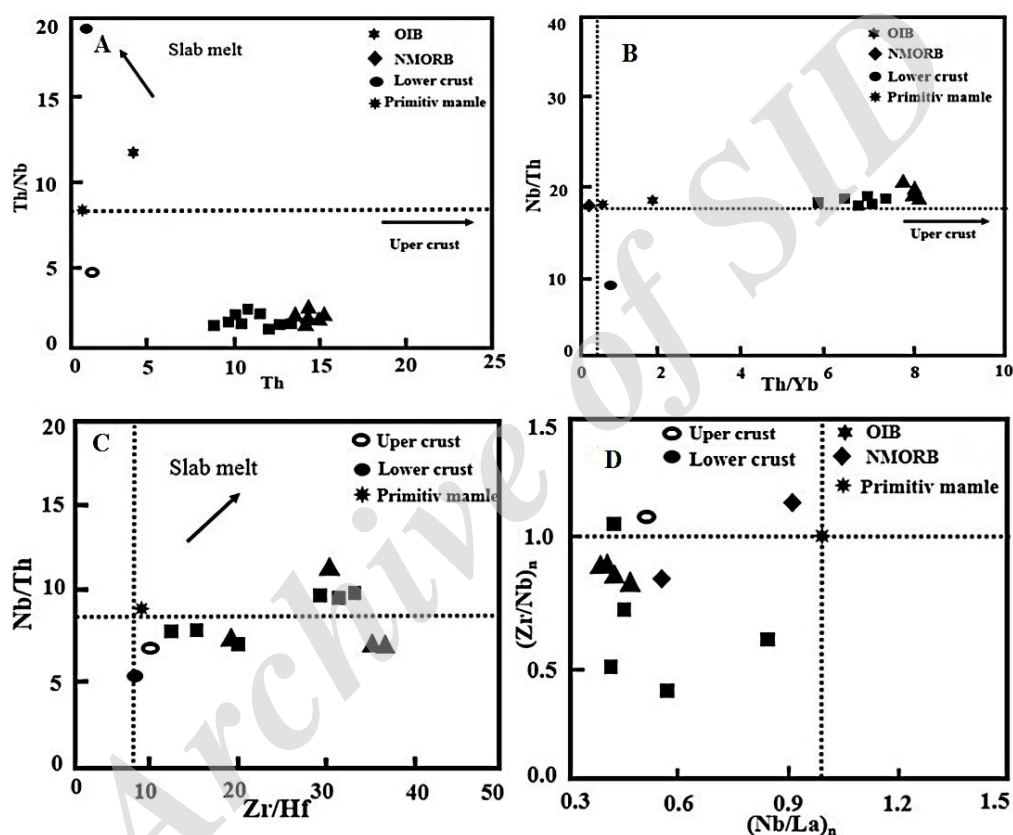 A
Slab melt
OIB
NMORB
Lower crust
Primitiv mamle
Th/Nb
20
15
10
5
0
Uper crust
0
5
10
15
20
25
Th
B
OIB
NMORB
Lower crust
Primitiv mamle
Nb/Th
40
30
20
10
0
Uper crust
0
2
4
6
8
10
Th/Yb
C
Slab melt
Uper crust
Lower crust
Primitiv mamle
Nb/Th
20
15
10
5
0
0
10
20
30
40
50
Zr/Hf
D
Uper crust
Lower crust
OIB
NMORB
Primitiv mamle
(Zr/Nb)n
1.5
1.0
0.5
0.0
0.3
0.6
0.9
1.2
1.5
(Nb/La)n
Archive of SID